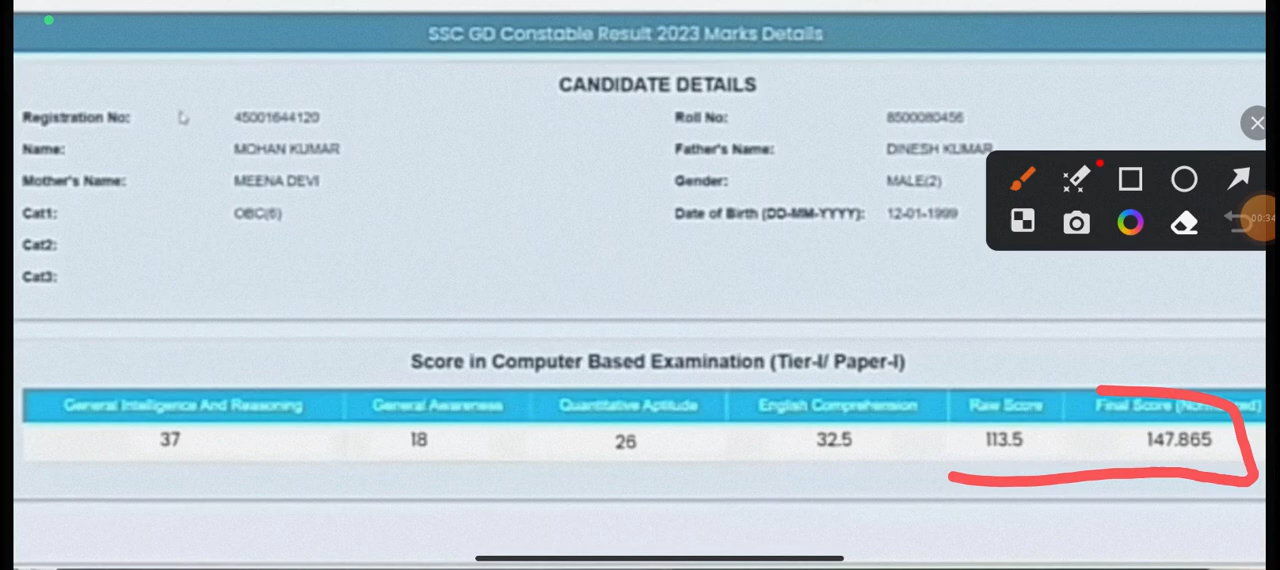 SSC GD Constable Result 2023 Marks Details
CANDIDATE DETAILS
Registration No: 45001644120 Roll No: 8500080456
Name: MOHAN KUMAR Father's Name: DINESH KUMAR
Mother's Name: MEENA DEVI Gender: MALE(2)
Cat1: OBC(6) Date of Birth (DD-MM-YYYY): 12-01-1999
00:34
Cat2:
Cat3:
Score in Computer Based Examination (Tier-I/ Paper-I)
General Intelligence And Reasoning General Awareness Quantitative Aptitude English Comprehension Raw Score Final Score
37 18 26 32.5 113.5 147.865